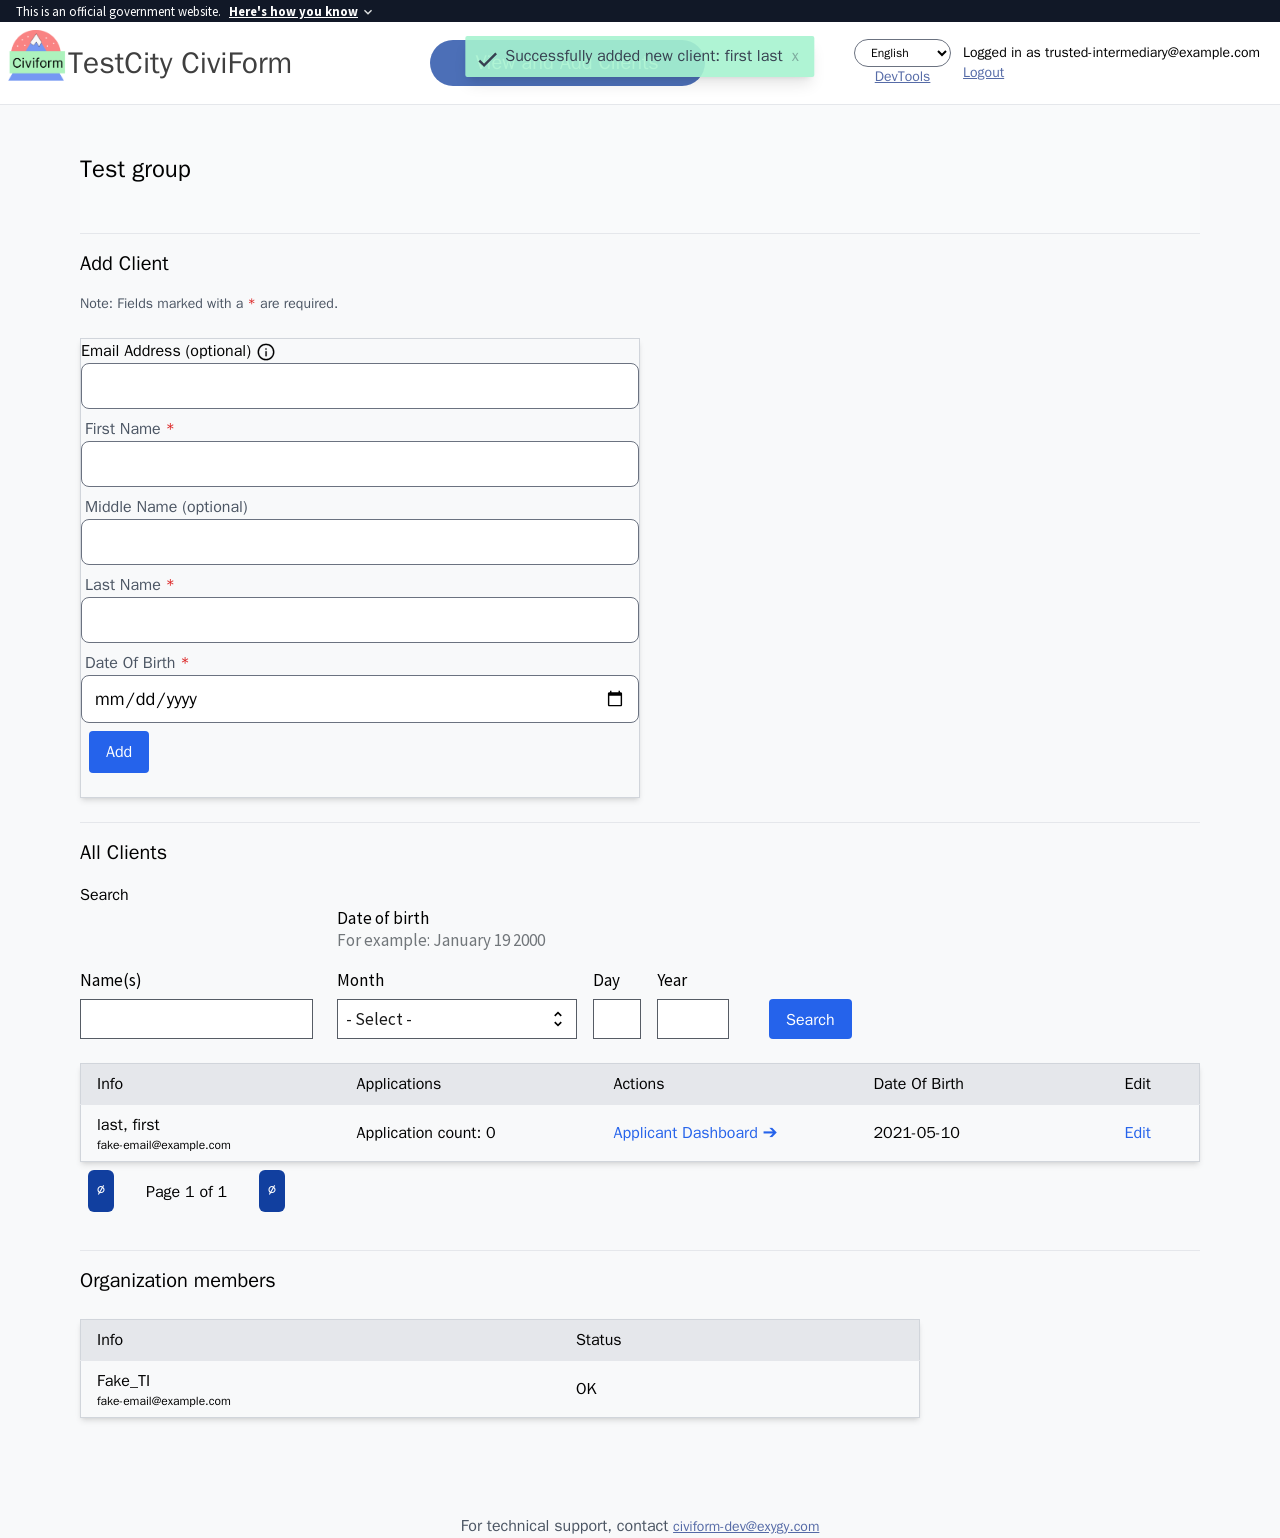 This is an official government website. Here's how you know
Civiform TestCity CiviForm
Successfully added new client: first last x
English
Logged in as trusted-intermediary@example.com
DevTools
Logout
Test group
Add Client
Note: Fields marked with a * are required.
Email Address (optional)
First Name *
Middle Name (optional)
Last Name *
Date Of Birth *
mm/dd/yyyy
Add
All Clients
Search
Date of birth
For example: January 19 2000
Name(s) Month Day Year
- Select - Search
Info Applications Actions Date Of Birth Edit
last, first
fake-email@example.com
Application count: 0 Applicant Dashboard ➔ 2021-05-10 Edit
∅ Page 1 of 1 ∅
Organization members
Info Status
Fake_TI
fake-email@example.com
OK
For technical support, contact civiform-dev@exygy.com